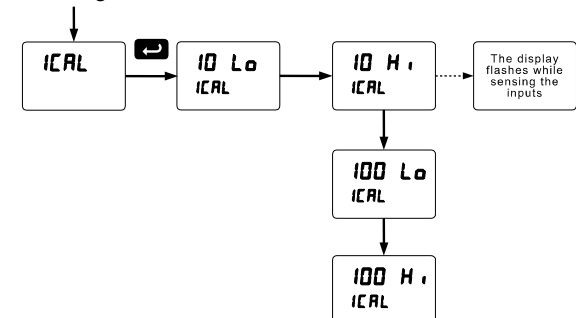 ICAL
10 Lo
ICAL
10 Hi
ICAL
The display
flashes while
sensing the
inputs
100 Lo
ICAL
100 Hi
ICAL